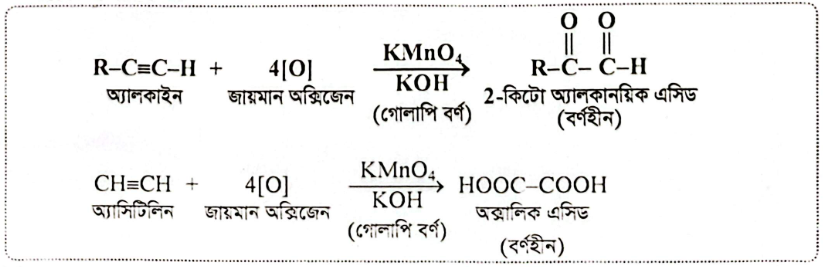 O O
R–C≡C–H + 4[O] KMnO₄ KOH R–C– C–H
অ্যালকাইন জায়মান অক্সিজেন (গোলাপি বর্ণ) 2-কিটো অ্যালকানয়িক এসিড
(বর্ণহীন)
CH≡CH + 4[O] KMnO₄ KOH HOOC–COOH
অ্যাসিটিলিন জায়মান অক্সিজেন (গোলাপি বর্ণ) অক্সালিক এসিড
(বর্ণহীন)